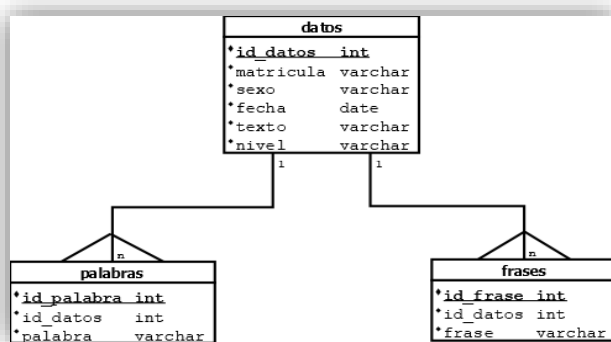 datos
id_datos int
matricula varchar
sexo varchar
fecha date
texto varchar
nivel varchar
1 1
n n
palabras
id_palabra int
id_datos int
palabra varchar
frases
id_frase int
id_datos int
frase varchar